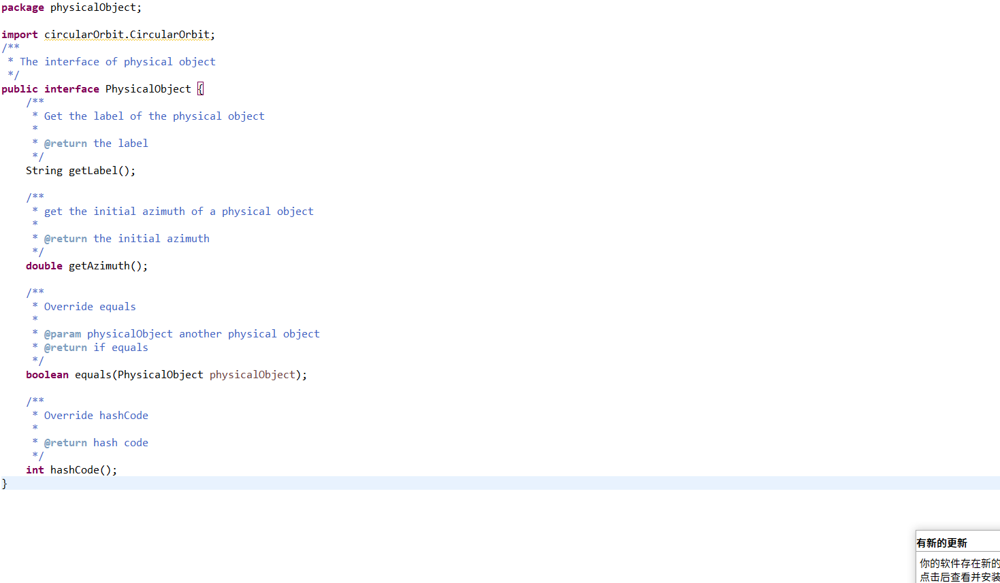 package physicalObject;
import circularOrbit.CircularOrbit;
/**
 * The interface of physical object
 */
public interface PhysicalObject {
    /**
     * Get the label of the physical object
     *
     * @return the label
     */
    String getLabel();
    /**
     * get the initial azimuth of a physical object
     *
     * @return the initial azimuth
     */
    double getAzimuth();
    /**
     * Override equals
     *
     * @param physicalObject another physical object
     * @return if equals
     */
    boolean equals(PhysicalObject physicalObject);
    /**
     * Override hashCode
     *
     * @return hash code
     */
    int hashCode();
}
有新的更新
你的软件存在新的
点击后查看并安装